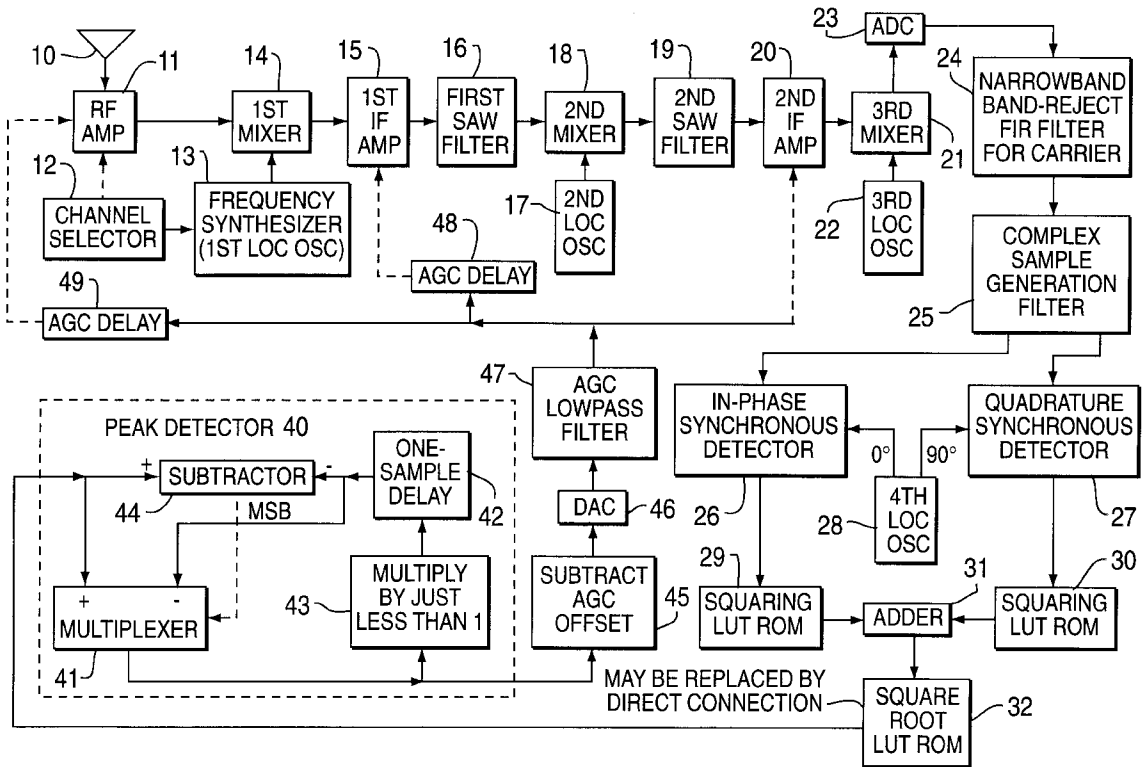 10
11
RF
AMP
12
CHANNEL
SELECTOR
13
FREQUENCY
SYNTHESIZER
(1ST LOC OSC)
14
1ST
MIXER
15
1ST
IF
AMP
16
FIRST
SAW
FILTER
18
2ND
MIXER
17
2ND
LOC
OSC
19
2ND
SAW
FILTER
20
2ND
IF
AMP
3RD
MIXER
21
22
3RD
LOC
OSC
23
ADC
24
NARROWBAND
BAND-REJECT
FIR FILTER
FOR CARRIER
COMPLEX
SAMPLE
GENERATION
FILTER
25
48
AGC DELAY
49
AGC DELAY
47
AGC
LOWPASS
FILTER
IN-PHASE
SYNCHRONOUS
DETECTOR
26
0°
90°
QUADRATURE
SYNCHRONOUS
DETECTOR
27
28
4TH
LOC
OSC
PEAK DETECTOR 40
+
SUBTRACTOR
-
44
MSB
ONE-
SAMPLE
DELAY
42
DAC
46
+
-
MULTIPLEXER
41
43
MULTIPLY
BY JUST
LESS THAN 1
SUBTRACT
AGC
OFFSET
45
29
SQUARING
LUT ROM
31
ADDER
30
SQUARING
LUT ROM
MAY BE REPLACED BY
DIRECT CONNECTION
SQUARE
ROOT
LUT ROM
32